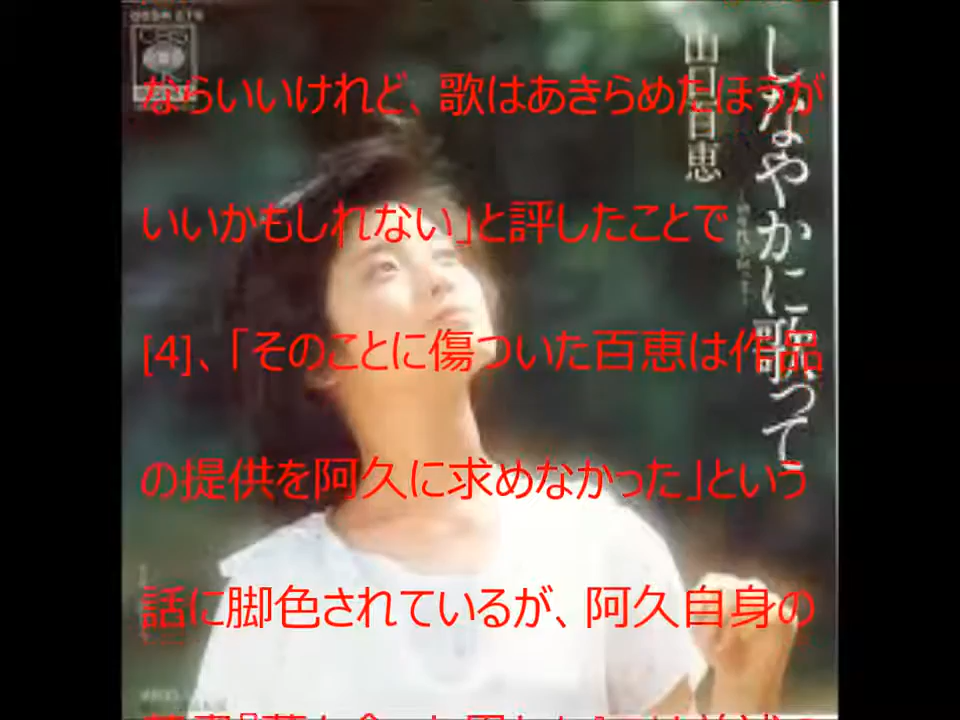 しなやかに歌って
山口百恵
CBS
ならいいけれど、歌はあきらめたほうが
いいかもしれない」と評したことで
[4]、「そのことに傷ついた百恵は作品
の提供を阿久に求めなかった」という
話に脚色されているが、阿久自身の